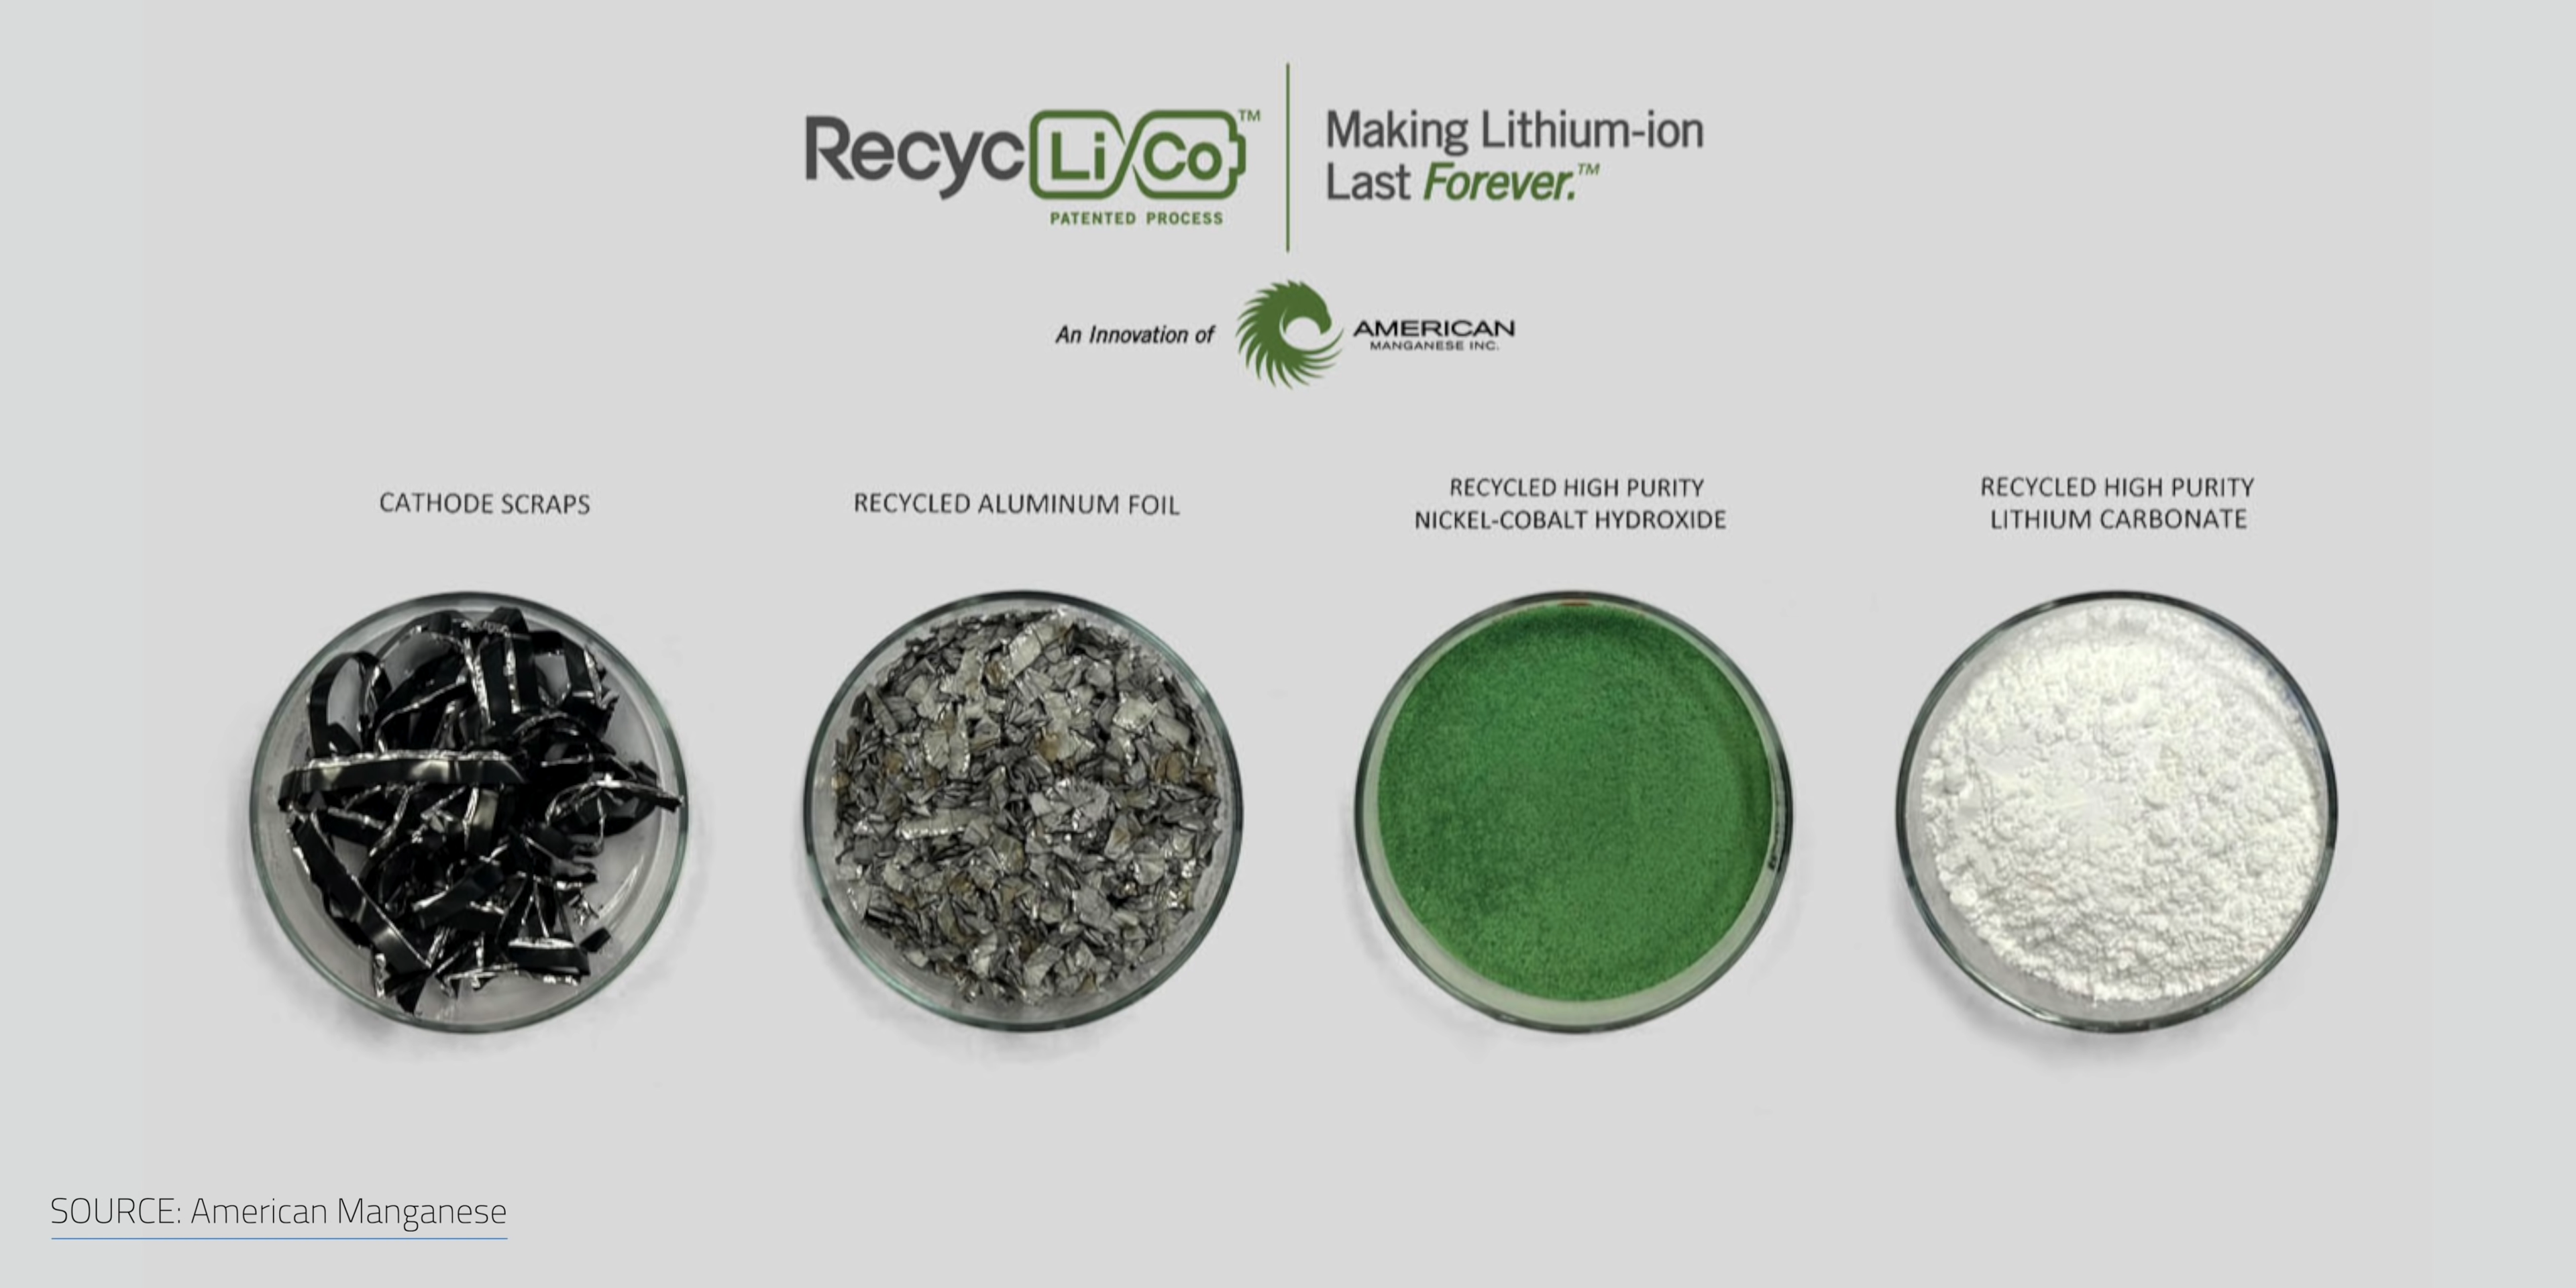 RecycLiCo™
PATENTED PROCESS
Making Lithium-ion
Last Forever.™
An Innovation of
AMERICAN
MANGANESE INC.
CATHODE SCRAPS
RECYCLED ALUMINUM FOIL
RECYCLED HIGH PURITY
NICKEL-COBALT HYDROXIDE
RECYCLED HIGH PURITY
LITHIUM CARBONATE
SOURCE: American Manganese